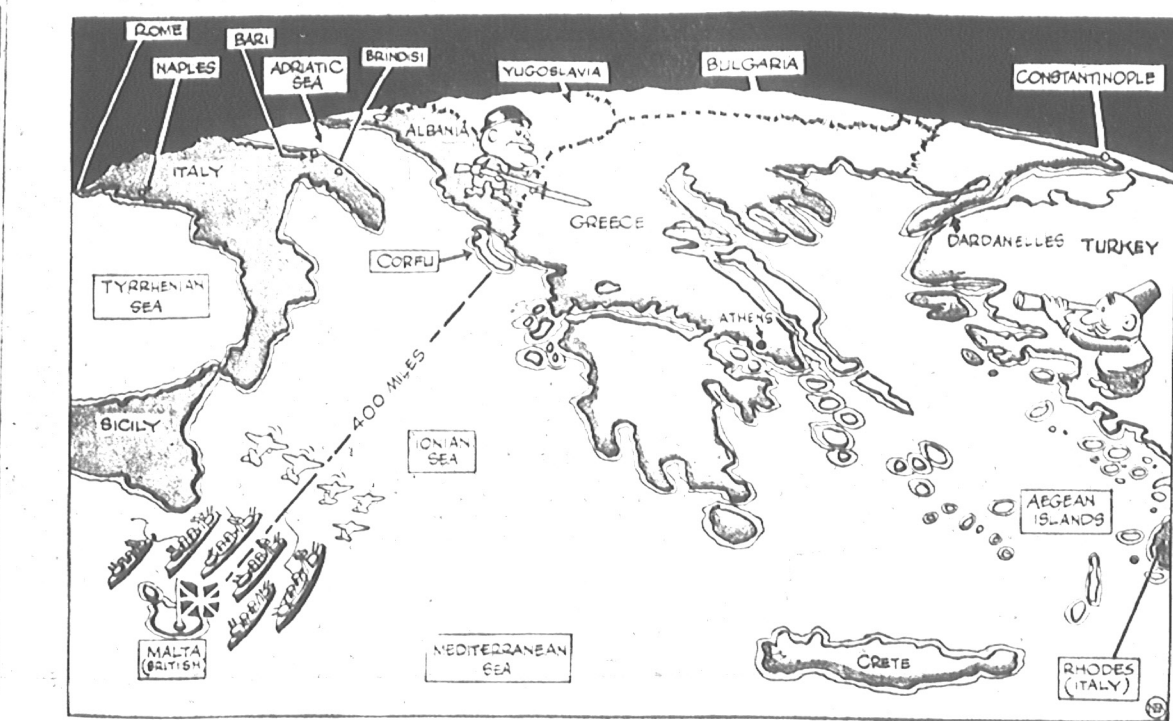 ROME
BARI
NAPLES
ADRIATIC
SEA
BRINDISI
YUGOSLAVIA
BULGARIA
CONSTANTINOPLE
ALBANIA
ITALY
GREECE
CORFU
DARDANELLES
TURKEY
TYRRHENIAN
SEA
ATHENS
400 MILES
SICILY
IONIAN
SEA
AEGEAN
ISLANDS
MALTA
(BRITISH)
MEDITERRANEAN
SEA
CRETE
RHODES
(ITALY)